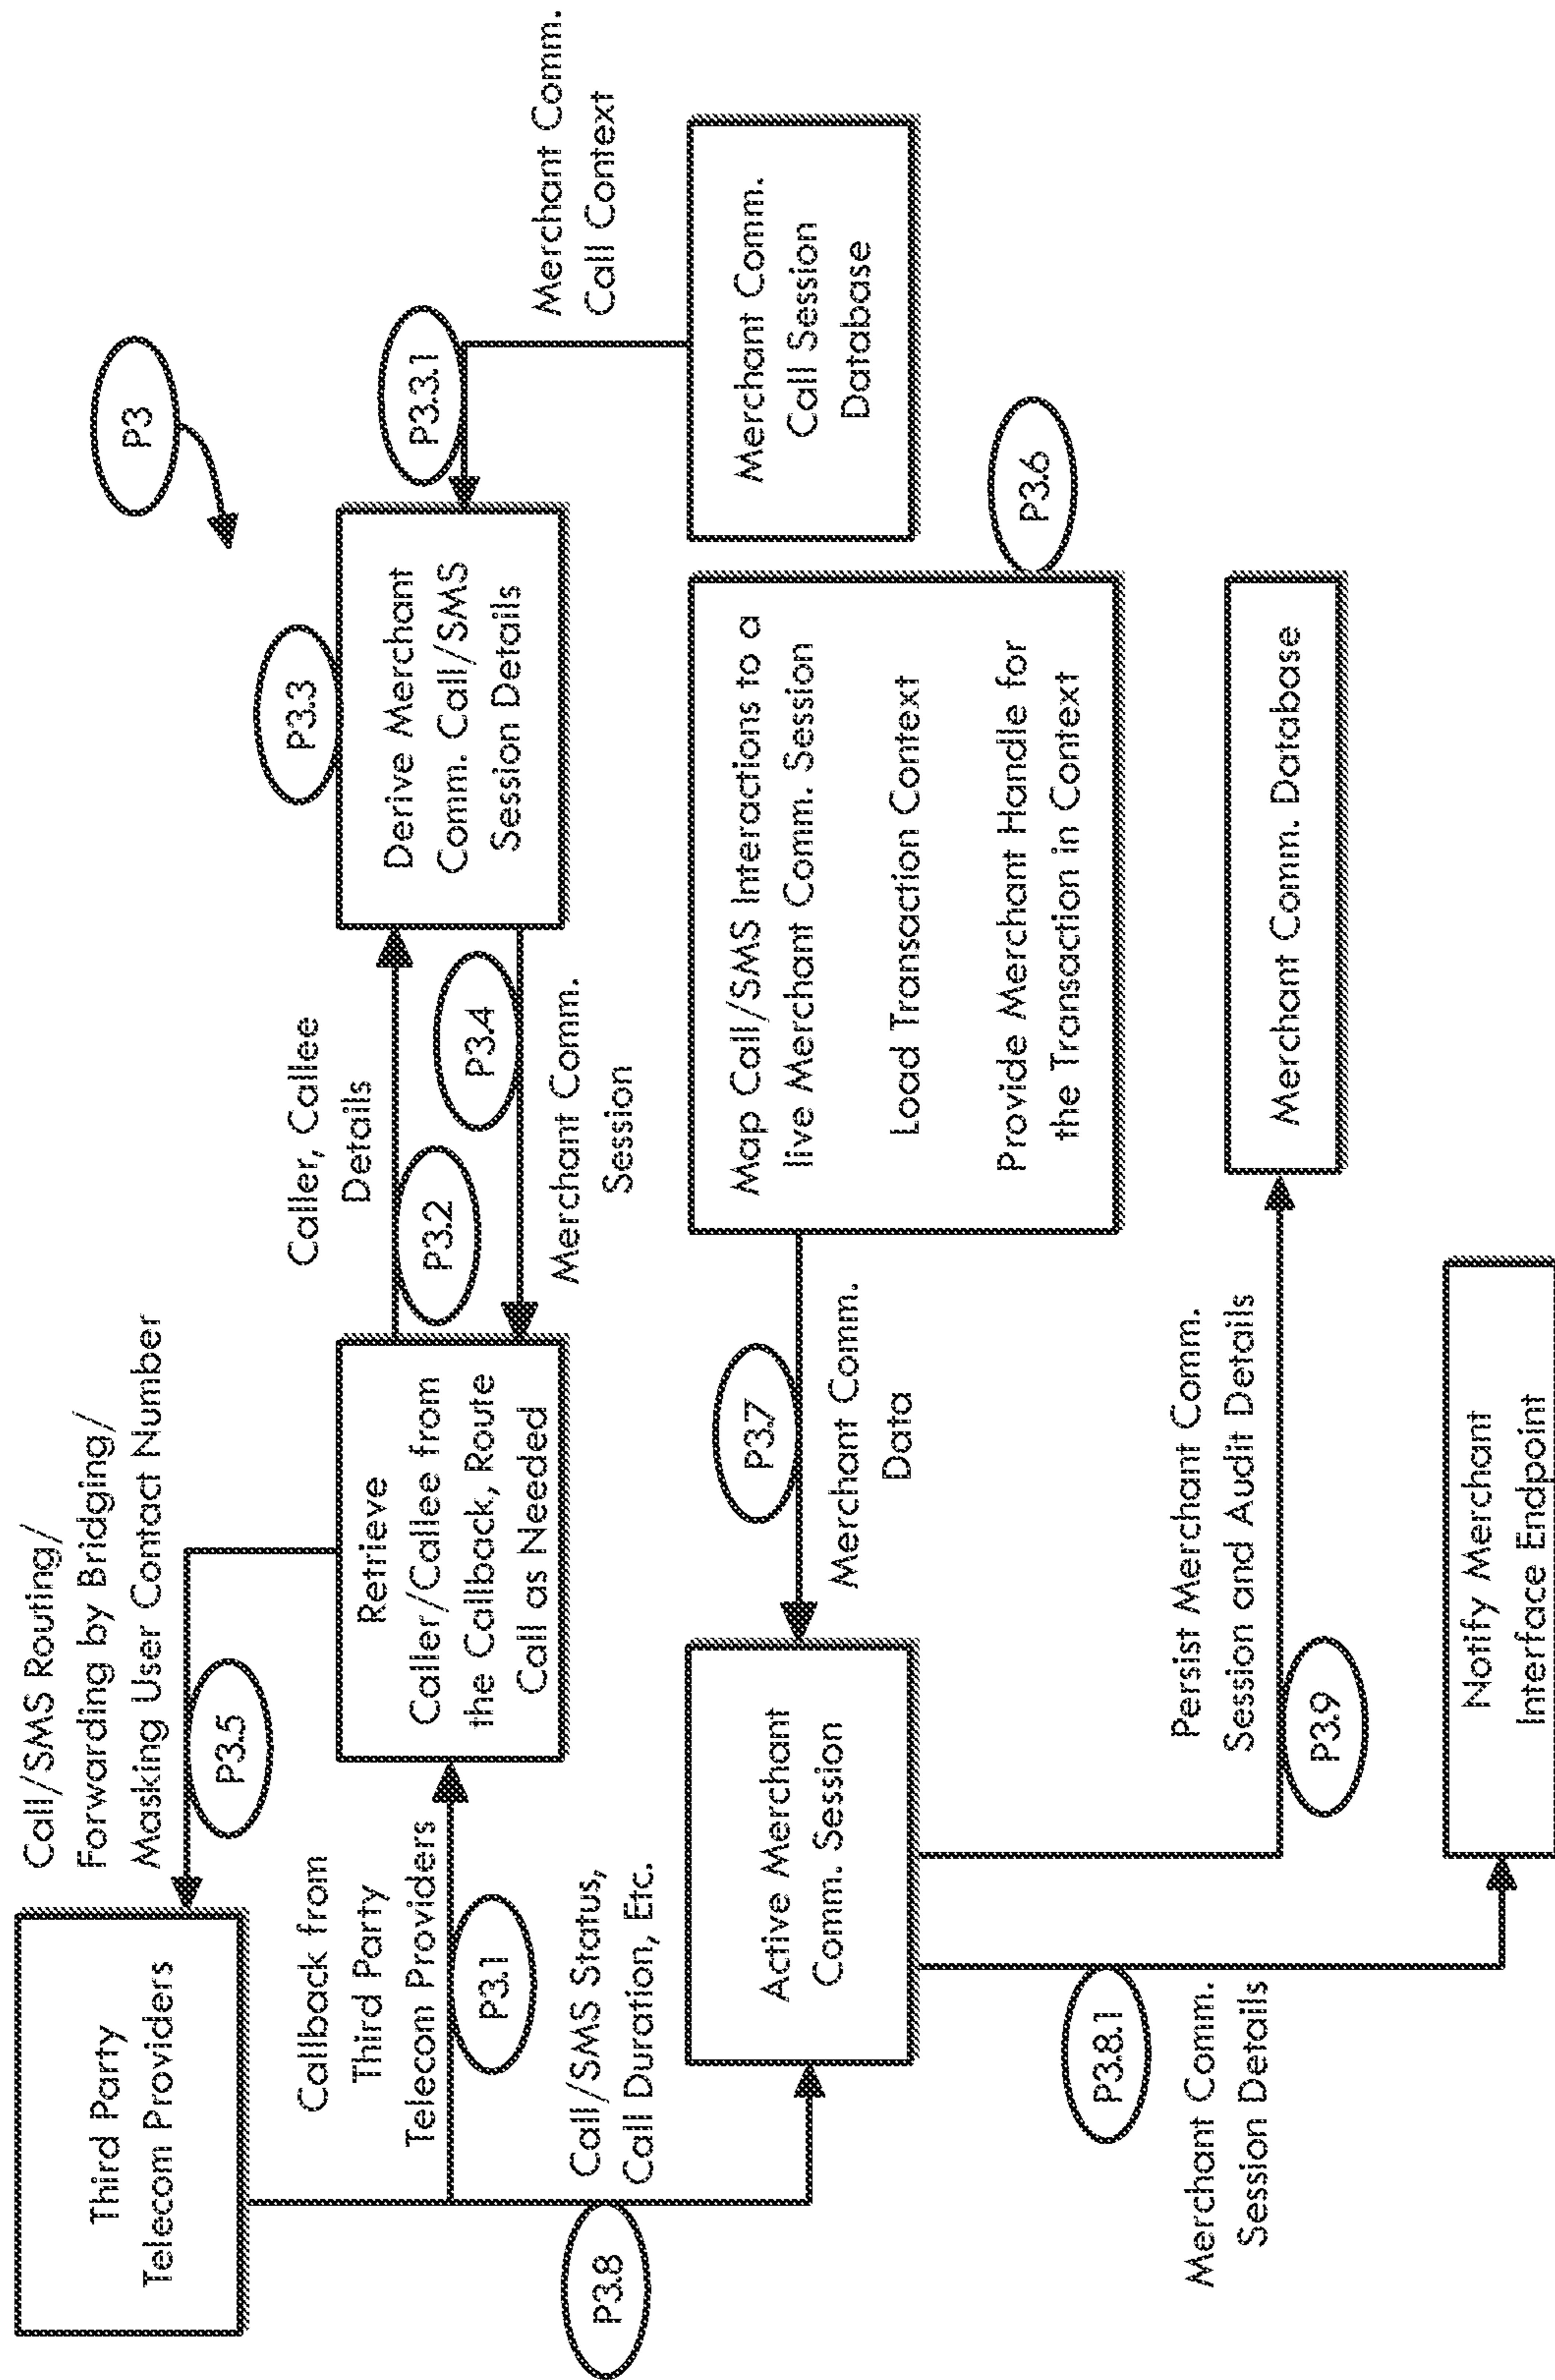 P3
Third Party
Telecom Providers
Call/SMS Routing/
Forwarding by Bridging/
Masking User Contact Number
P3.5
Callback from
Third Party
Telecom Providers
P3.1
Retrieve
Caller/Callee from
the Callback, Route
Call as Needed
Caller, Callee
Details
P3.2
P3.4
Merchant Comm.
Session
P3.3
Derive Merchant
Comm. Call/SMS
Session Details
P3.3.1
Merchant Comm.
Call Context
Merchant Comm.
Call Session
Database
P3.8
Call/SMS Status,
Call Duration, Etc.
Active Merchant
Comm. Session
P3.7
Merchant Comm.
Data
Map Call/SMS Interactions to a
live Merchant Comm. Session
Load Transaction Context
Provide Merchant Handle for
the Transaction in Context
P3.6
P3.8.1
Merchant Comm.
Session Details
Persist Merchant Comm.
Session and Audit Details
P3.9
Merchant Comm. Database
Notify Merchant
Interface Endpoint